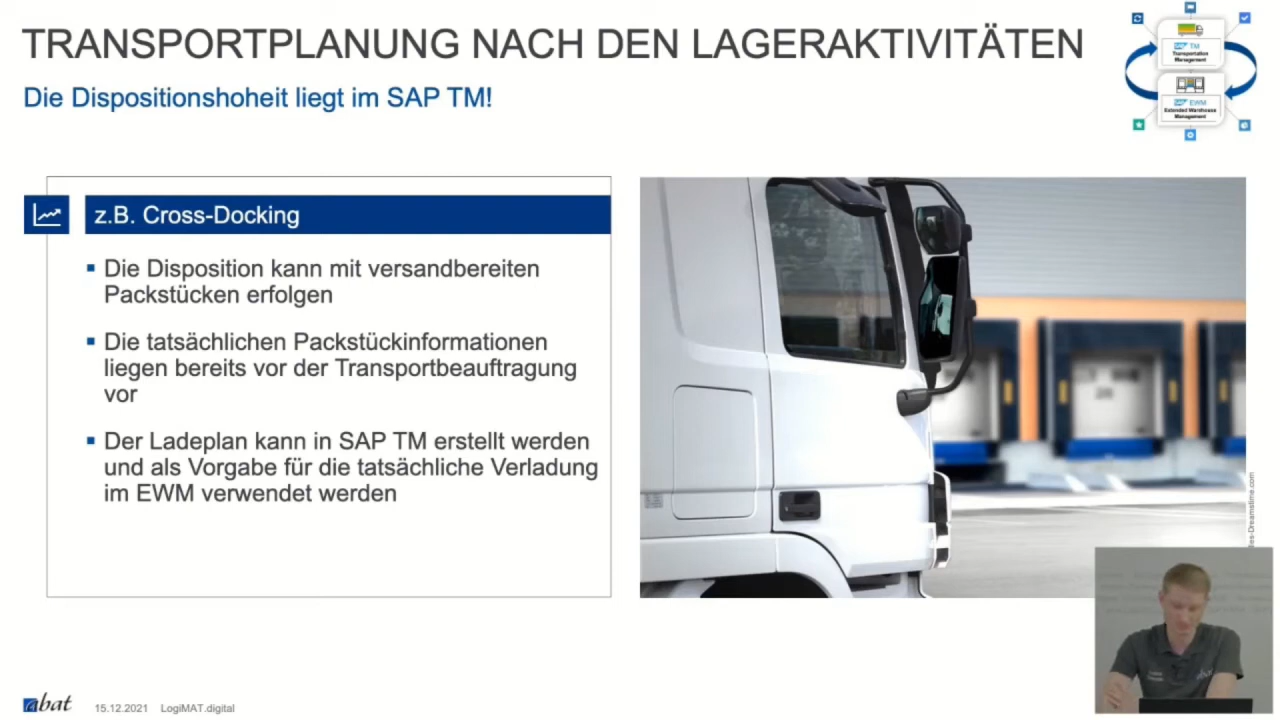 TRANSPORTPLANUNG NACH DEN LAGERAKTIVITÄTEN
Die Dispositionshoheit liegt im SAP TM!
SAP TM
Transportation
Management
SAP EWM
Extended Warehouse
Management
z.B. Cross-Docking
▪ Die Disposition kann mit versandbereiten
Packstücken erfolgen
▪ Die tatsächlichen Packstückinformationen
liegen bereits vor der Transportbeauftragung
vor
▪ Der Ladeplan kann in SAP TM erstellt werden
und als Vorgabe für die tatsächliche Verladung
im EWM verwendet werden
abat
15.12.2021 LogiMAT.digital